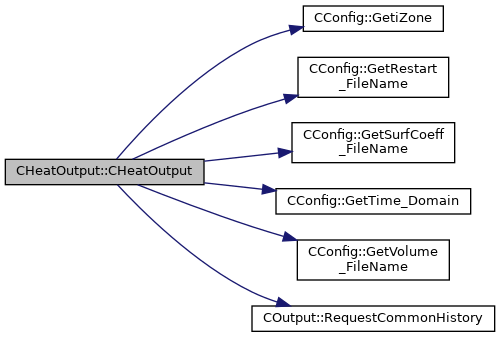 CConfig::GetiZone
CConfig::GetRestart
_FileName
CConfig::GetSurfCoeff
_FileName
CHeatOutput::CHeatOutput
CConfig::GetTime_Domain
CConfig::GetVolume
_FileName
COutput::RequestCommonHistory